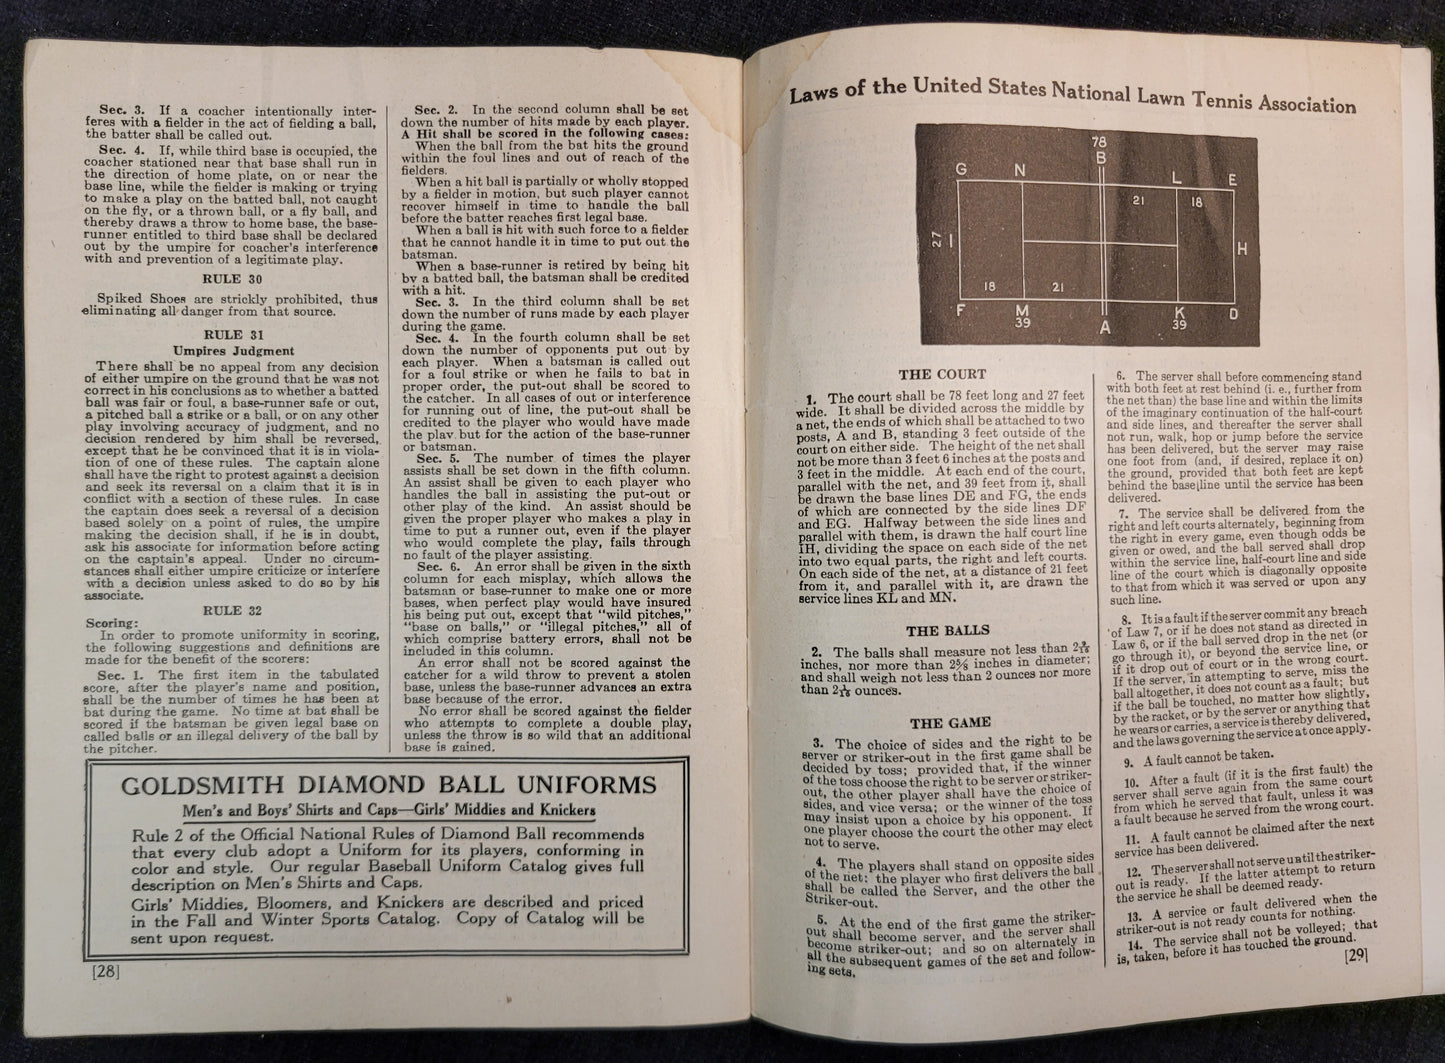 Sec. 3. If a coacher intentionally inter-
feres with a fielder in the act of fielding a ball,
the batter shall be called out.
Sec. 4. If, while third base is occupied, the
coacher stationed near that base shall run in
the direction of home plate, on or near the
base line, while the fielder is making or trying
to make a play on the batted ball, not caught
on the fly, or a thrown ball, or a fly ball, and
thereby draws a throw to home base, the base-
runner entitled to third base shall be declared
out by the umpire for coacher's interference
with and prevention of a legitimate play.
RULE 30
Spiked Shoes are strickly prohibited, thus
eliminating all danger from that source.
RULE 31
Umpires Judgment
There shall be no appeal from any decision
of either umpire on the ground that he was not
correct in his conclusions as to whether a batted
ball was fair or foul, a base-runner safe or out,
a pitched ball a strike or a ball, or on any other
play involving accuracy of judgment, and no
decision rendered by him shall be reversed,
except that he be convinced that it is in viola-
tion of one of these rules. The captain alone
shall have the right to protest against a decision
and seek its reversal on a claim that it is in
conflict with a section of these rules. In case
the captain does seek a reversal of a decision
based solely on a point of rules, the umpire
making the decision shall, if he is in doubt,
ask his associate for information before acting
on the captain's appeal. Under no circum-
stances shall either umpire criticize or interfere
with a decision unless asked to do so by his
associate.
RULE 32
Scoring:
In order to promote uniformity in scoring,
the following suggestions and definitions are
made for the benefit of the scorers:
Sec. 1. The first item in the tabulated
score, after the player's name and position,
shall be the number of times he has been at
bat during the game. No time at bat shall be
scored if the batsman be given legal base on
called balls or an illegal delivery of the ball by
the pitcher.
Sec. 2. In the second column shall be set
down the number of hits made by each player.
A Hit shall be scored in the following cases:
When the ball from the bat hits the ground
within the foul lines and out of reach of the
fielders.
When a hit ball is partially or wholly stopped
by a fielder in motion, but such player cannot
recover himself in time to handle the ball
before the batter reaches first legal base.
When a ball is hit with such force to a fielder
that he cannot handle it in time to put out the
batsman.
When a base-runner is retired by being hit
by a batted ball, the batsman shall be credited
with a hit.
Sec. 3. In the third column shall be set
down the number of runs made by each player
during the game.
Sec. 4. In the fourth column shall be set
down the number of opponents put out by
each player. When a batsman is called out
for a foul strike or when he fails to bat in
proper order, the put-out shall be scored to
the catcher. In all cases of out or interference
for running out of line, the put-out shall be
credited to the player who would have made
the play but for the action of the base-runner
or batsman.
Sec. 5. The number of times the player
assists shall be set down in the fifth column.
An assist shall be given to each player who
handles the ball in assisting the put-out or
other play of the kind. An assist should be
given the proper player who makes a play in
time to put a runner out, even if the player
who would complete the play, fails through
no fault of the player assisting.
Sec. 6. An error shall be given in the sixth
column for each misplay, which allows the
batsman or base-runner to make one or more
bases, when perfect play would have insured
his being put out, except that "wild pitches,"
"base on balls," or "illegal pitches," all of
which comprise battery errors, shall not be
included in this column.
An error shall not be scored against the
catcher for a wild throw to prevent a stolen
base, unless the base-runner advances an extra
base because of the error.
No error shall be scored against the fielder
who attempts to complete a double play,
unless the throw is so wild that an additional
base is gained.
GOLDSMITH DIAMOND BALL UNIFORMS
Men's and Boys' Shirts and Caps—Girls' Middies and Knickers
Rule 2 of the Official National Rules of Diamond Ball recommends
that every club adopt a Uniform for its players, conforming in
color and style. Our regular Baseball Uniform Catalog gives full
description on Men's Shirts and Caps.
Girls' Middies, Bloomers, and Knickers are described and priced
in the Fall and Winter Sports Catalog. Copy of Catalog will be
sent upon request.
[28]
Laws of the United States National Lawn Tennis Association
78
G N B L E
21 18
27 I H
18 21
F M A K D
39 39
THE COURT
1. The court shall be 78 feet long and 27 feet
wide. It shall be divided across the middle by
a net, the ends of which shall be attached to two
posts, A and B, standing 3 feet outside of the
court on either side. The height of the net shall
not be more than 3 feet 6 inches at the posts and
3 feet in the middle. At each end of the court,
parallel with the net, and 39 feet from it, shall
be drawn the base lines DE and FG, the ends
of which are connected by the side lines DF
and EG. Halfway between the side lines and
parallel with them, is drawn the half court line
IH, dividing the space on each side of the net
into two equal parts, the right and left courts.
On each side of the net, at a distance of 21 feet
from it, and parallel with it, are drawn the
service lines KL and MN.
THE BALLS
2. The balls shall measure not less than 2 9/16
inches, nor more than 2⅝ inches in diameter;
and shall weigh not less than 2 ounces nor more
than 2 1/16 ounces.
THE GAME
3. The choice of sides and the right to be
server or striker-out in the first game shall be
decided by toss; provided that, if the winner
of the toss choose the right to be server or striker-
out, the other player shall have the choice of
sides, and vice versa; or the winner of the toss
may insist upon a choice by his opponent. If
one player choose the court the other may elect
not to serve.
4. The players shall stand on opposite sides
of the net: the player who first delivers the ball
shall be called the Server, and the other the
Striker-out.
5. At the end of the first game the striker-
out shall become server, and the server shall
become striker-out; and so on alternately in
all the subsequent games of the set and follow-
ing sets.
6. The server shall before commencing stand
with both feet at rest behind (i. e., further from
the net than) the base line and within the limits
of the imaginary continuation of the half-court
and side lines, and thereafter the server shall
not run, walk, hop or jump before the service
has been delivered, but the server may raise
one foot from (and, if desired, replace it on)
the ground, provided that both feet are kept
behind the base line until the service has been
delivered.
7. The service shall be delivered from the
right and left courts alternately, beginning from
the right in every game, even though odds be
given or owed, and the ball served shall drop
within the service line, half-court line and side
line of the court which is diagonally opposite
to that from which it was served or upon any
such line.
8. It is a fault if the server commit any breach
of Law 7, or if he does not stand as directed in
Law 6, or if the ball served drop in the net (or
go through it), or beyond the service line, or
if it drop out of court or in the wrong court.
If the server, in attempting to serve, miss the
ball altogether, it does not count as a fault; but
if the ball be touched, no matter how slightly,
by the racket, or by the server or anything that
he wears or carries, a service is thereby delivered,
and the laws governing the service at once apply.
9. A fault cannot be taken.
10. After a fault (if it is the first fault) the
server shall serve again from the same court
from which he served that fault, unless it was
a fault because he served from the wrong court.
11. A fault cannot be claimed after the next
service has been delivered.
12. The server shall not serve until the striker-
out is ready. If the latter attempt to return
the service he shall be deemed ready.
13. A service or fault delivered when the
striker-out is not ready counts for nothing.
14. The service shall not be volleyed; that
is, taken, before it has touched the ground.
[29]